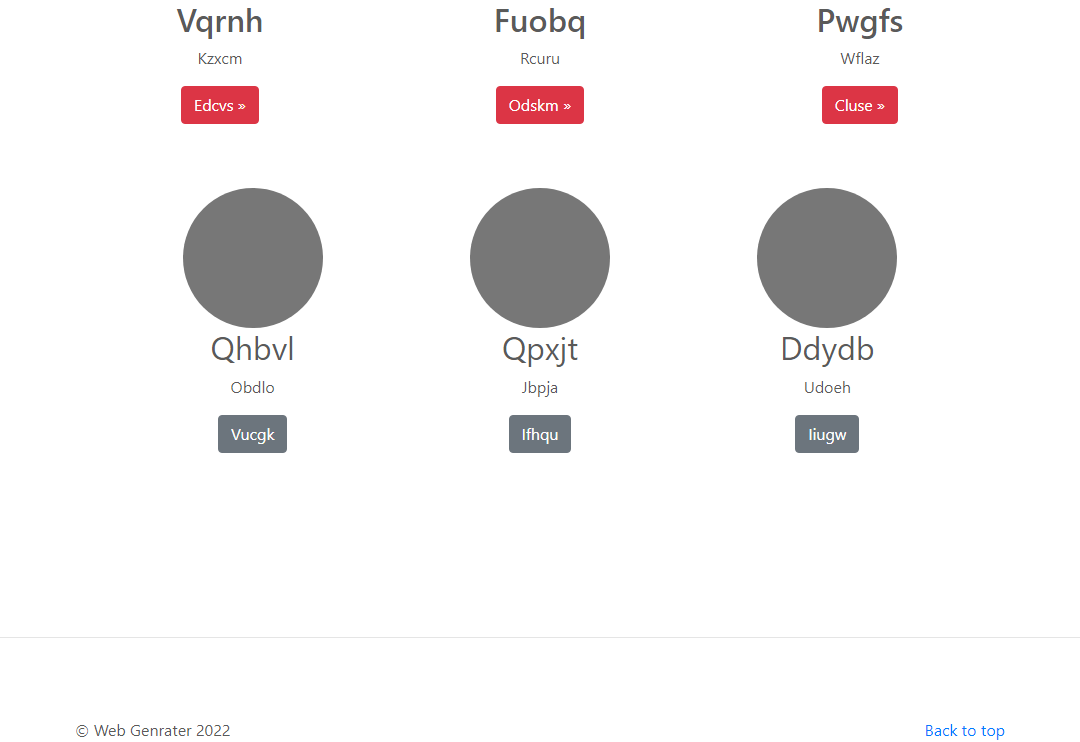 Vqrnh Fuobq Pwgfs
Kzxcm Rcuru Wflaz
Edcvs » Odskm » Cluse »
Qhbvl Qpxjt Ddydb
Obdlo Jbpja Udoeh
Vucgk Ifhqu Iiugw
© Web Genrater 2022 Back to top